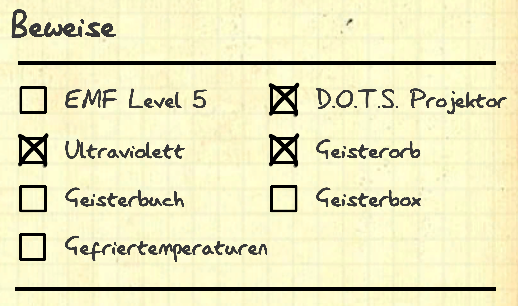 Beweise
EMF Level 5
D.O.T.S. Projektor
Ultraviolett
Geisterorb
Geisterbuch
Geisterbox
Gefriertemperaturen